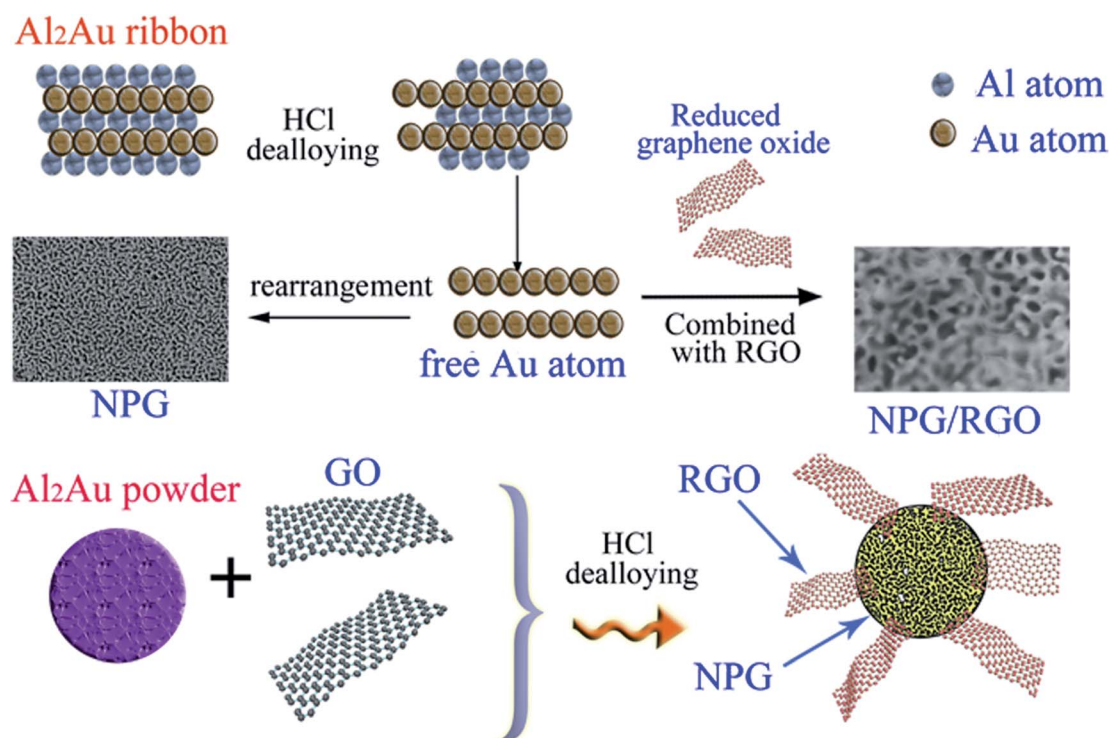 Al₂Au ribbon
HCl
dealloying
Reduced
graphene oxide
Al atom
Au atom
rearrangement
free Au atom
Combined
with RGO
NPG
NPG/RGO
Al₂Au powder
+
GO
HCl
dealloying
RGO
NPG